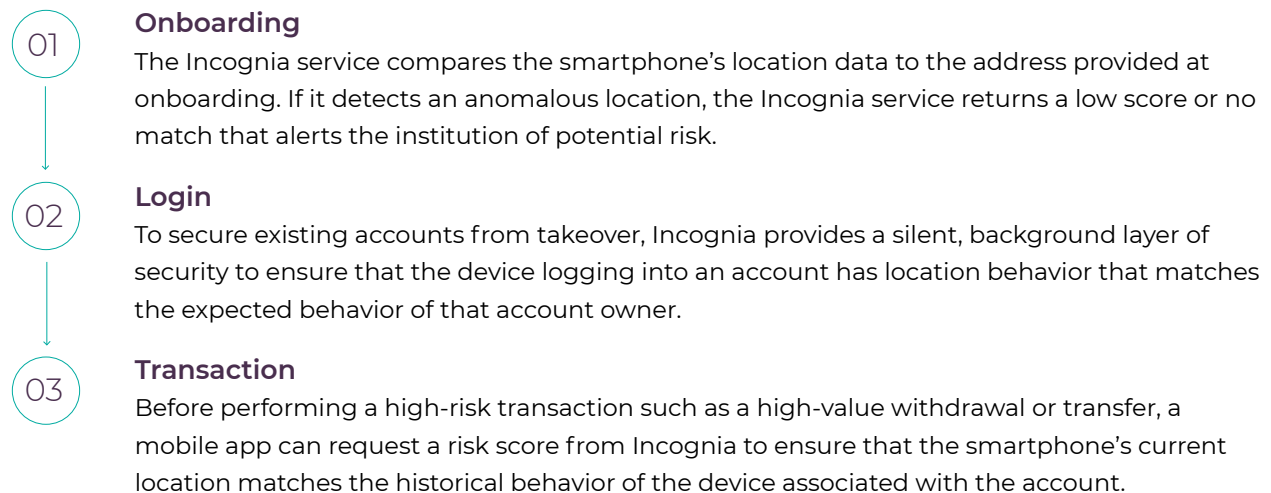 01
Onboarding
The Incognia service compares the smartphone’s location data to the address provided at
onboarding. If it detects an anomalous location, the Incognia service returns a low score or no
match that alerts the institution of potential risk.
02
Login
To secure existing accounts from takeover, Incognia provides a silent, background layer of
security to ensure that the device logging into an account has location behavior that matches
the expected behavior of that account owner.
03
Transaction
Before performing a high-risk transaction such as a high-value withdrawal or transfer, a
mobile app can request a risk score from Incognia to ensure that the smartphone’s current
location matches the historical behavior of the device associated with the account.